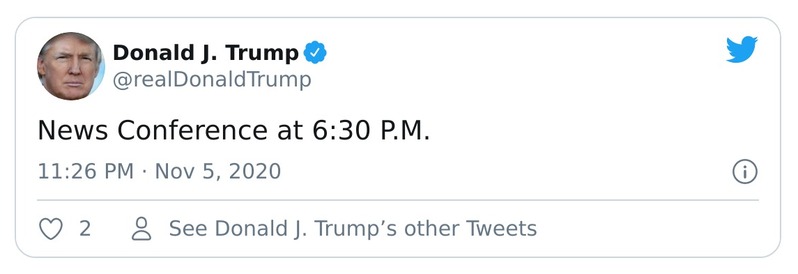 Donald J. Trump
@realDonaldTrump
News Conference at 6:30 P.M.
11:26 PM · Nov 5, 2020
2 See Donald J. Trump’s other Tweets